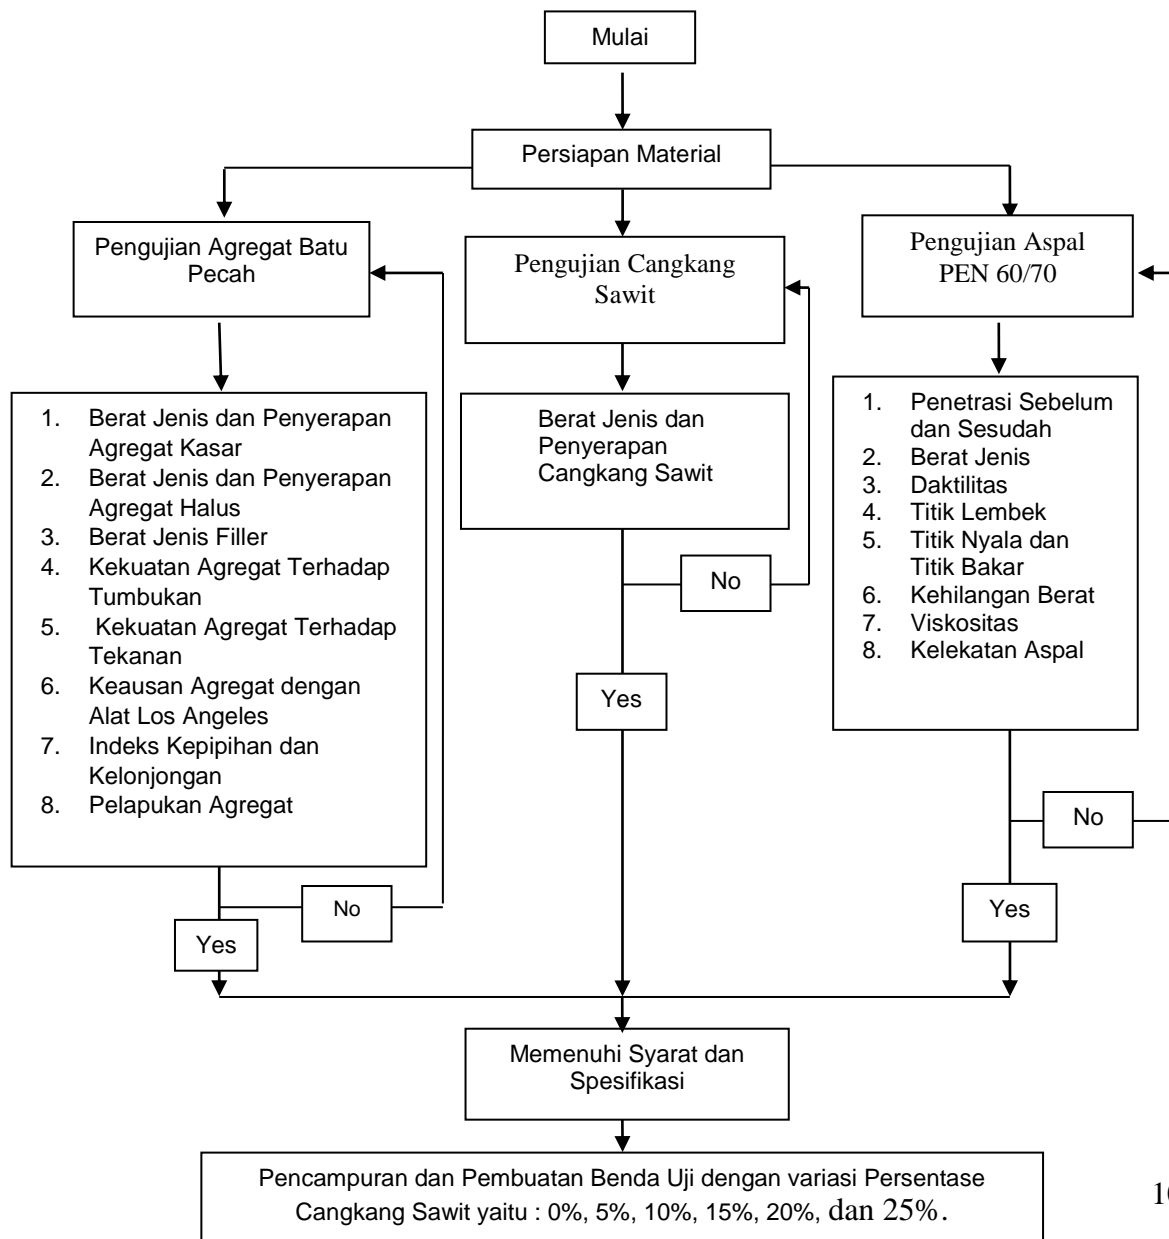 Mulai
Persiapan Material
Pengujian Agregat Batu
Pecah
Pengujian Cangkang
Sawit
Pengujian Aspal
PEN 60/70
1. Berat Jenis dan Penyerapan
Agregat Kasar
2. Berat Jenis dan Penyerapan
Agregat Halus
3. Berat Jenis Filler
4. Kekuatan Agregat Terhadap
Tumbukan
5. Kekuatan Agregat Terhadap
Tekanan
6. Keausan Agregat dengan
Alat Los Angeles
7. Indeks Kepipihan dan
Kelonjongan
8. Pelapukan Agregat
Berat Jenis dan
Penyerapan
Cangkang Sawit
1. Penetrasi Sebelum
dan Sesudah
2. Berat Jenis
3. Daktilitas
4. Titik Lembek
5. Titik Nyala dan
Titik Bakar
6. Kehilangan Berat
7. Viskositas
8. Kelekatan Aspal
No
Yes
No
No
Yes
Yes
Memenuhi Syarat dan
Spesifikasi
Pencampuran dan Pembuatan Benda Uji dengan variasi Persentase
Cangkang Sawit yaitu : 0%, 5%, 10%, 15%, 20%, dan 25%.